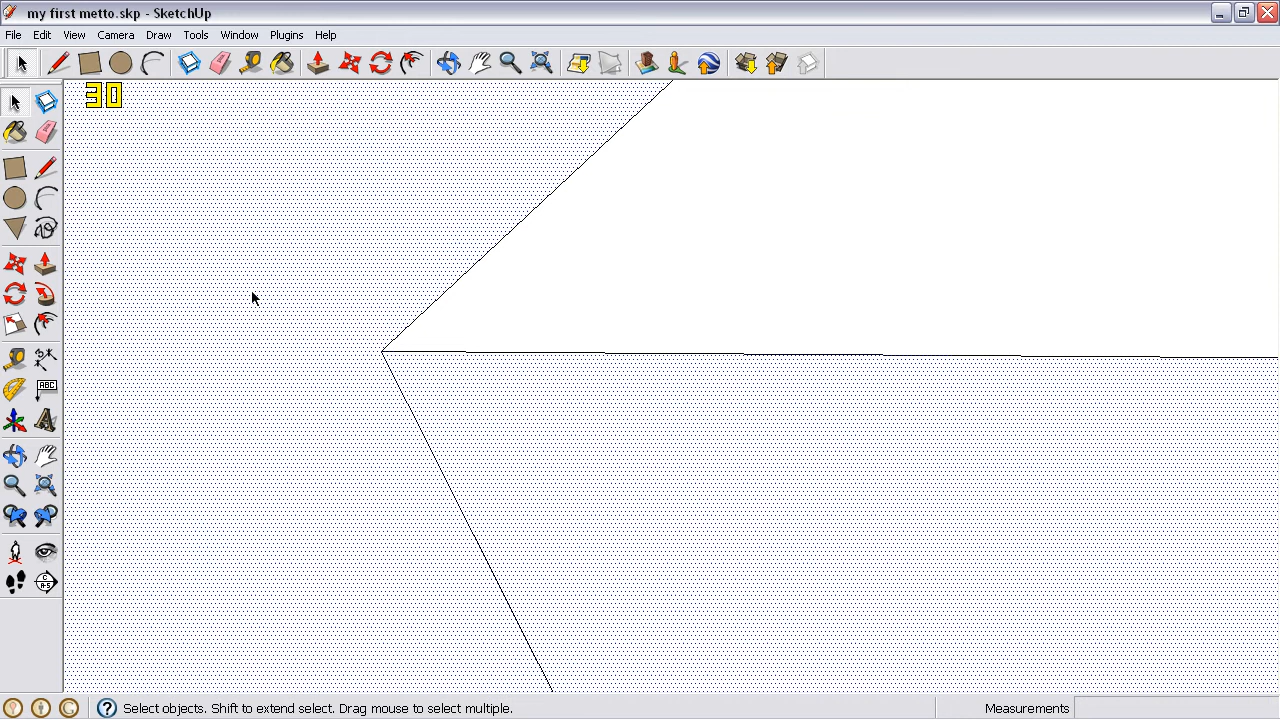 my first metto.skp - SketchUp
File Edit View Camera Draw Tools Window Plugins Help
30
ABC
Select objects. Shift to extend select. Drag mouse to select multiple.
Measurements